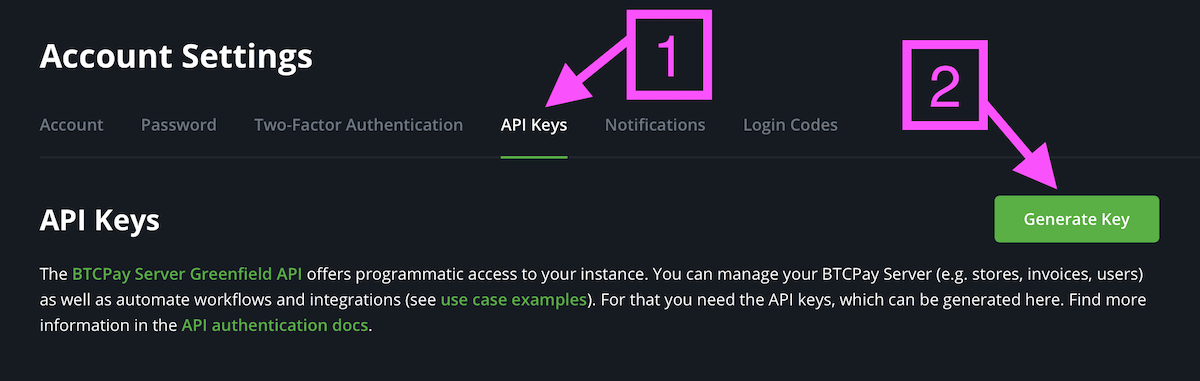 1
2
Account Settings
Account Password Two-Factor Authentication API Keys Notifications Login Codes
API Keys
Generate Key
The BTCPay Server Greenfield API offers programmatic access to your instance. You can manage your BTCPay Server (e.g. stores, invoices, users)
as well as automate workflows and integrations (see use case examples). For that you need the API keys, which can be generated here. Find more
information in the API authentication docs.